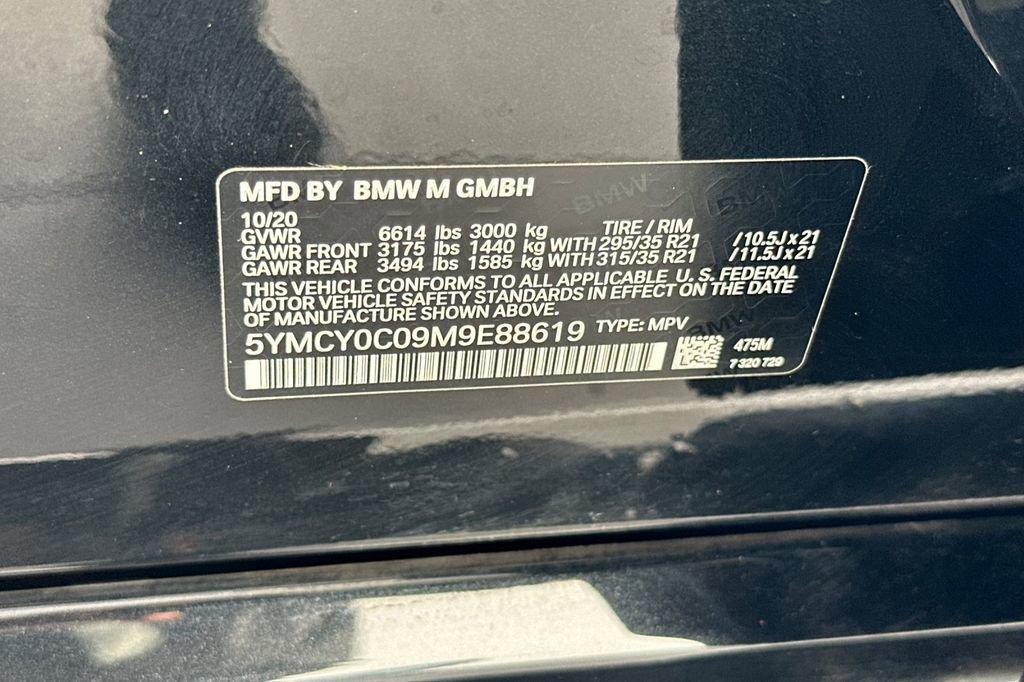 MFD BY BMW M GMBH
10/20
GVWR 6614 lbs 3000 kg TIRE / RIM
GAWR FRONT 3175 lbs 1440 kg WITH 295/35 R21 / 10.5J x 21
GAWR REAR 3494 lbs 1585 kg WITH 315/35 R21 / 11.5J x 21
THIS VEHICLE CONFORMS TO ALL APPLICABLE U. S. FEDERAL
MOTOR VEHICLE SAFETY STANDARDS IN EFFECT ON THE DATE
OF MANUFACTURE SHOWN ABOVE.
5YMCY0C09M9E88619 TYPE: MPV
475M
7 320 729
BMW
BMW
BMW